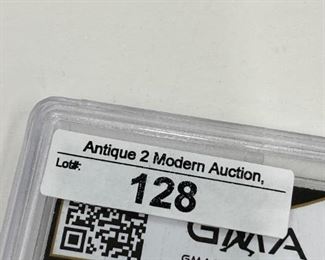 Antique 2 Modern Auction,
Lot#:
128
GMA